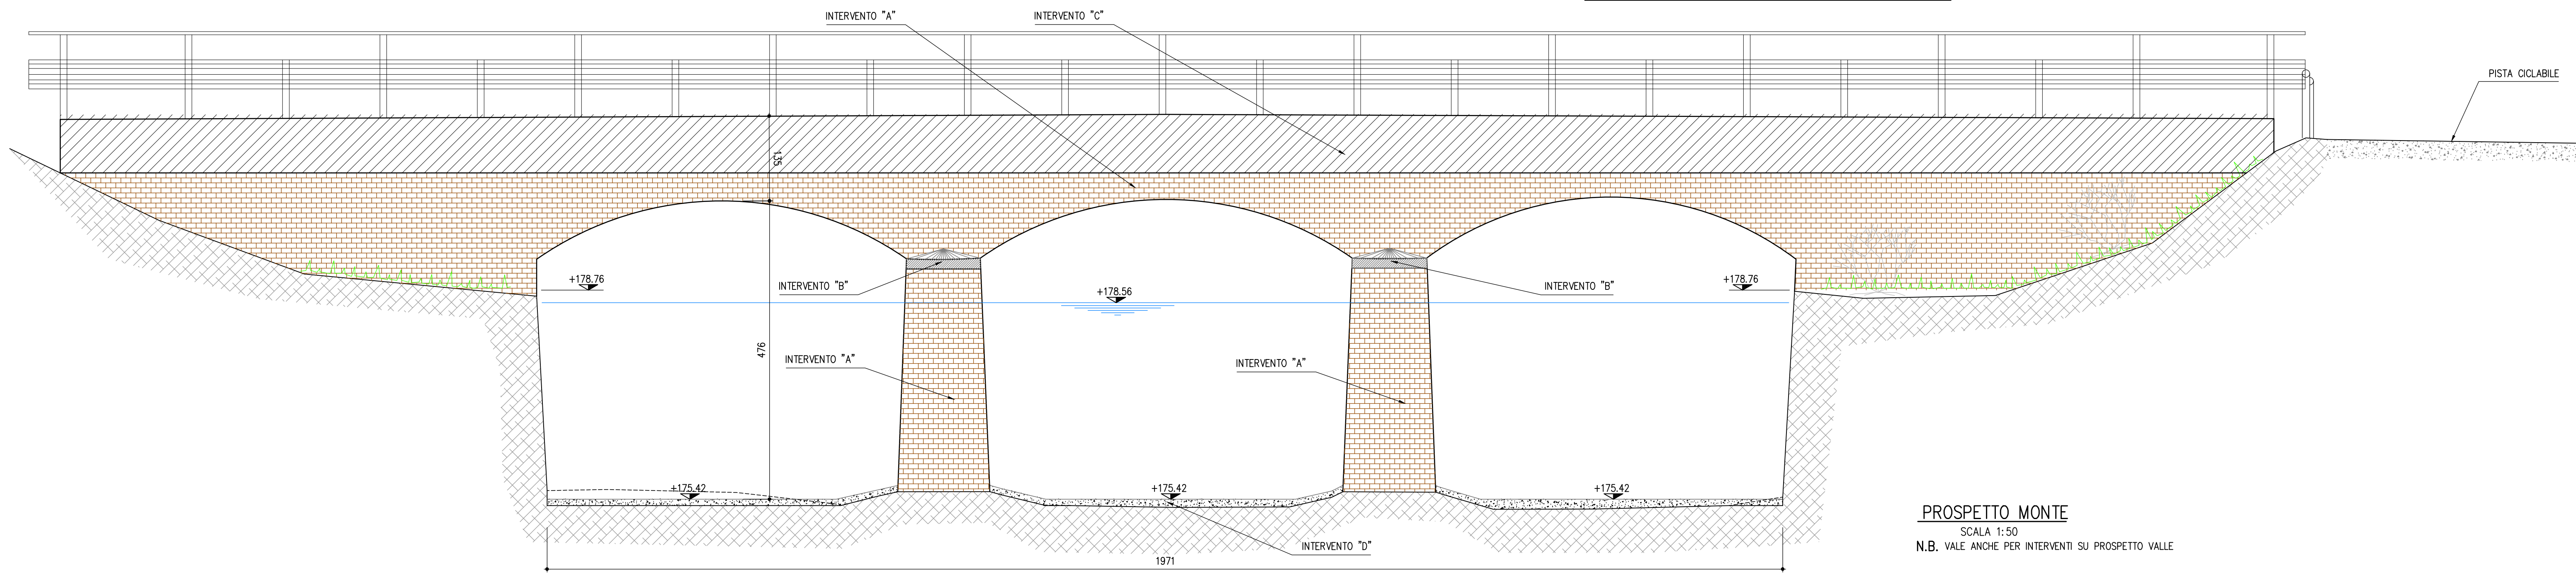 INTERVENTO "A"
INTERVENTO "C"
PISTA CICLABILE
135
+178.76
INTERVENTO "B"
+178.56
INTERVENTO "B"
+178.76
476
INTERVENTO "A"
INTERVENTO "A"
+175.42
+175.42
+175.42
INTERVENTO "D"
1971
PROSPETTO MONTE
SCALA 1:50
N.B. VALE ANCHE PER INTERVENTI SU PROSPETTO VALLE